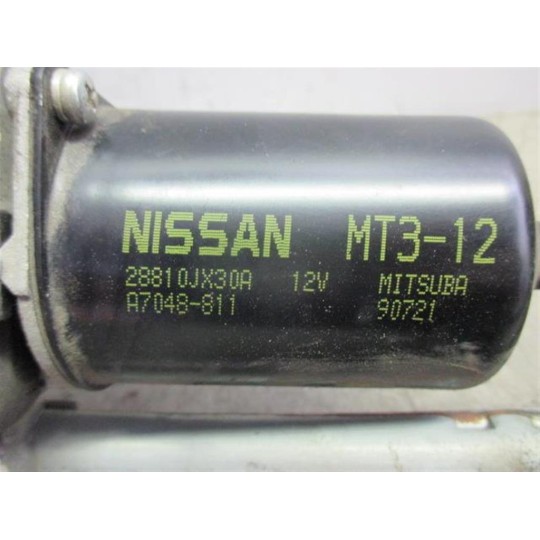 NISSAN MT3-12
28810JX30A 12V MITSUBA
A7048-811 90721